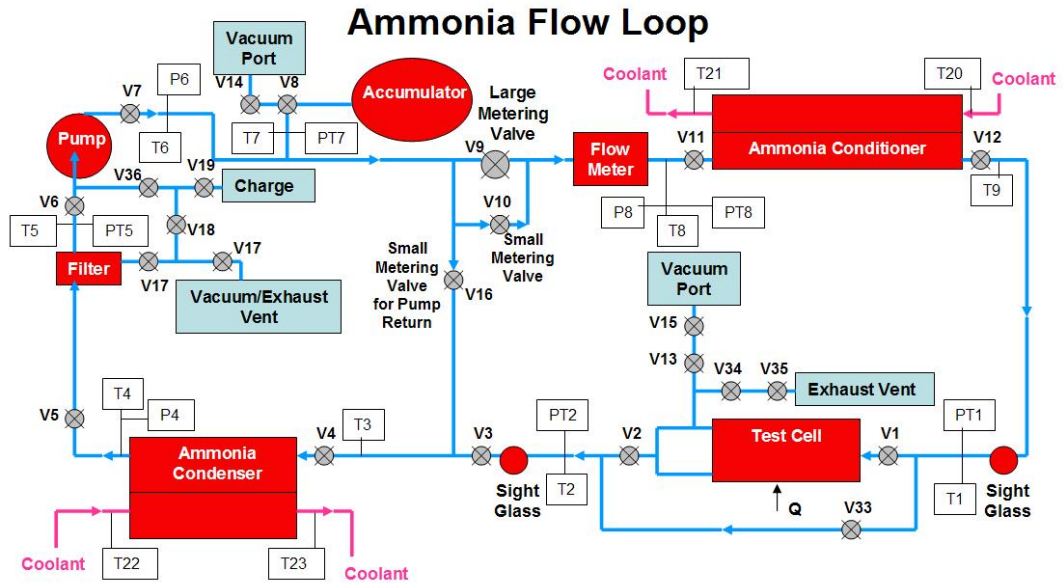 Ammonia Flow Loop
Vacuum
Port
V14
V8
Accumulator
Large
Metering
Valve
Coolant
T21
T20
Coolant
V7
P6
Pump
T6
T7
PT7
V9
Flow
Meter
V11
Ammonia Conditioner
V12
V36
V19
Charge
T9
V6
T5
PT5
V18
V10
P8
T8
PT8
Filter
V17
V17
Small
Metering
Valve
Small
Metering
Valve
for Pump
Return
V16
Vacuum
Port
Vacuum/Exhaust
Vent
V15
V13
V34
V35
Exhaust Vent
V5
T4
P4
T3
V4
PT2
V3
V2
Test Cell
V1
PT1
Ammonia
Condenser
Sight
Glass
T2
Q
V33
T1
Sight
Glass
Coolant
T22
T23
Coolant